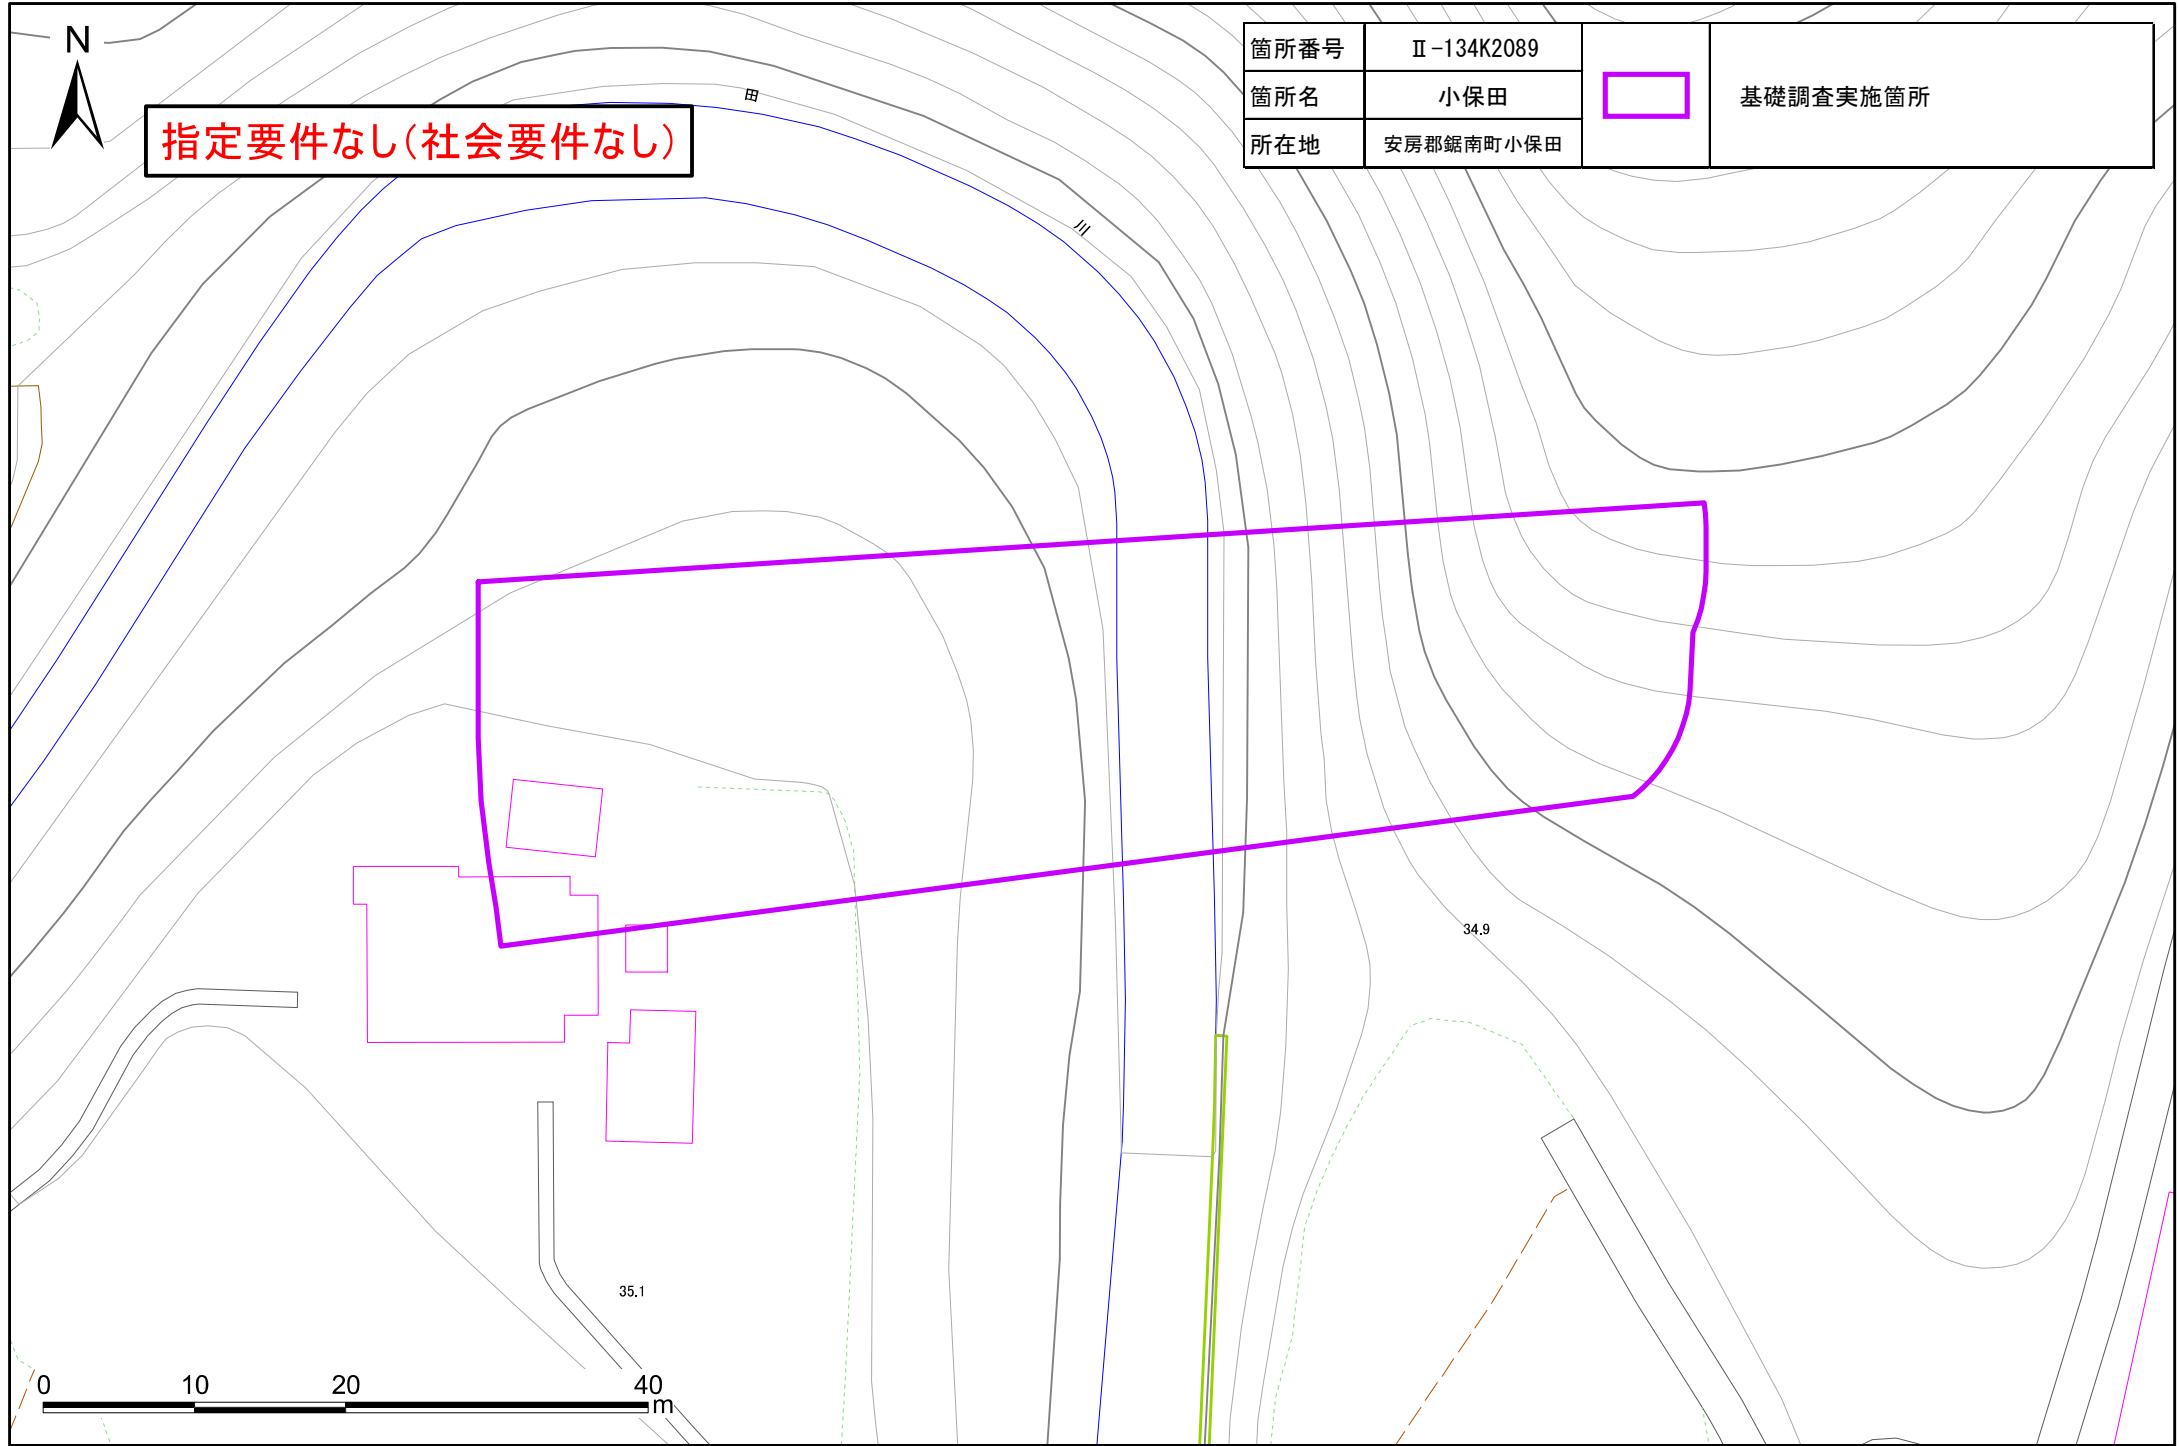 N
指定要件なし(社会要件なし)
箇所番号 Ⅱ-134K2089
箇所名 小保田
所在地 安房郡鋸南町小保田
基礎調査実施箇所
田
川
34.9
35.1
0 10 20 40 m